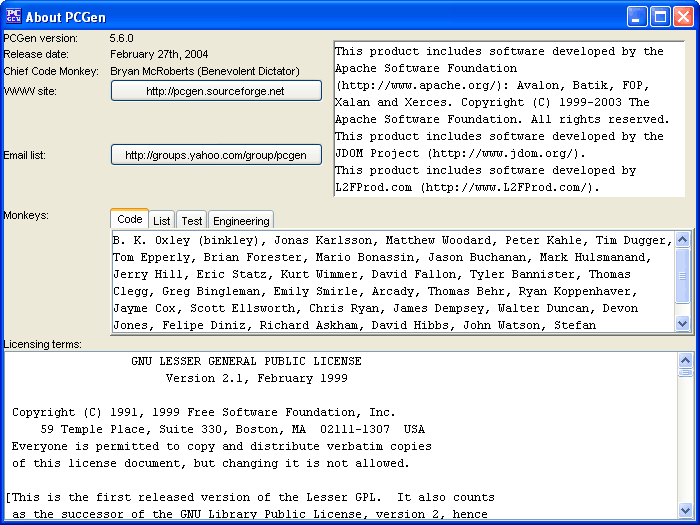 PC GEN About PCGen
PCGen version: 5.6.0
Release date: February 27th, 2004
Chief Code Monkey: Bryan McRoberts (Benevolent Dictator)
WWW site: http://pcgen.sourceforge.net
Email list: http://groups.yahoo.com/group/pcgen
This product includes software developed by the
Apache Software Foundation
(http://www.apache.org/): Avalon, Batik, FOP,
Xalan and Xerces. Copyright (C) 1999-2003 The
Apache Software Foundation. All rights reserved.
This product includes software developed by the
JDOM Project (http://www.jdom.org/).
This product includes software developed by
L2FProd.com (http://www.L2FProd.com/).
Monkeys: Code List Test Engineering
B. K. Oxley (binkley), Jonas Karlsson, Matthew Woodard, Peter Kahle, Tim Dugger,
Tom Epperly, Brian Forester, Mario Bonassin, Jason Buchanan, Mark Hulsmanand,
Jerry Hill, Eric Statz, Kurt Wimmer, David Fallon, Tyler Bannister, Thomas
Clegg, Greg Bingleman, Emily Smirle, Arcady, Thomas Behr, Ryan Koppenhaver,
Jayme Cox, Scott Ellsworth, Chris Ryan, James Dempsey, Walter Duncan, Devon
Jones, Felipe Diniz, Richard Askham, David Hibbs, John Watson, Stefan
Licensing terms:
GNU LESSER GENERAL PUBLIC LICENSE
Version 2.1, February 1999
Copyright (C) 1991, 1999 Free Software Foundation, Inc.
59 Temple Place, Suite 330, Boston, MA  02111-1307  USA
Everyone is permitted to copy and distribute verbatim copies
of this license document, but changing it is not allowed.
[This is the first released version of the Lesser GPL.  It also counts
as the successor of the GNU Library Public License, version 2, hence